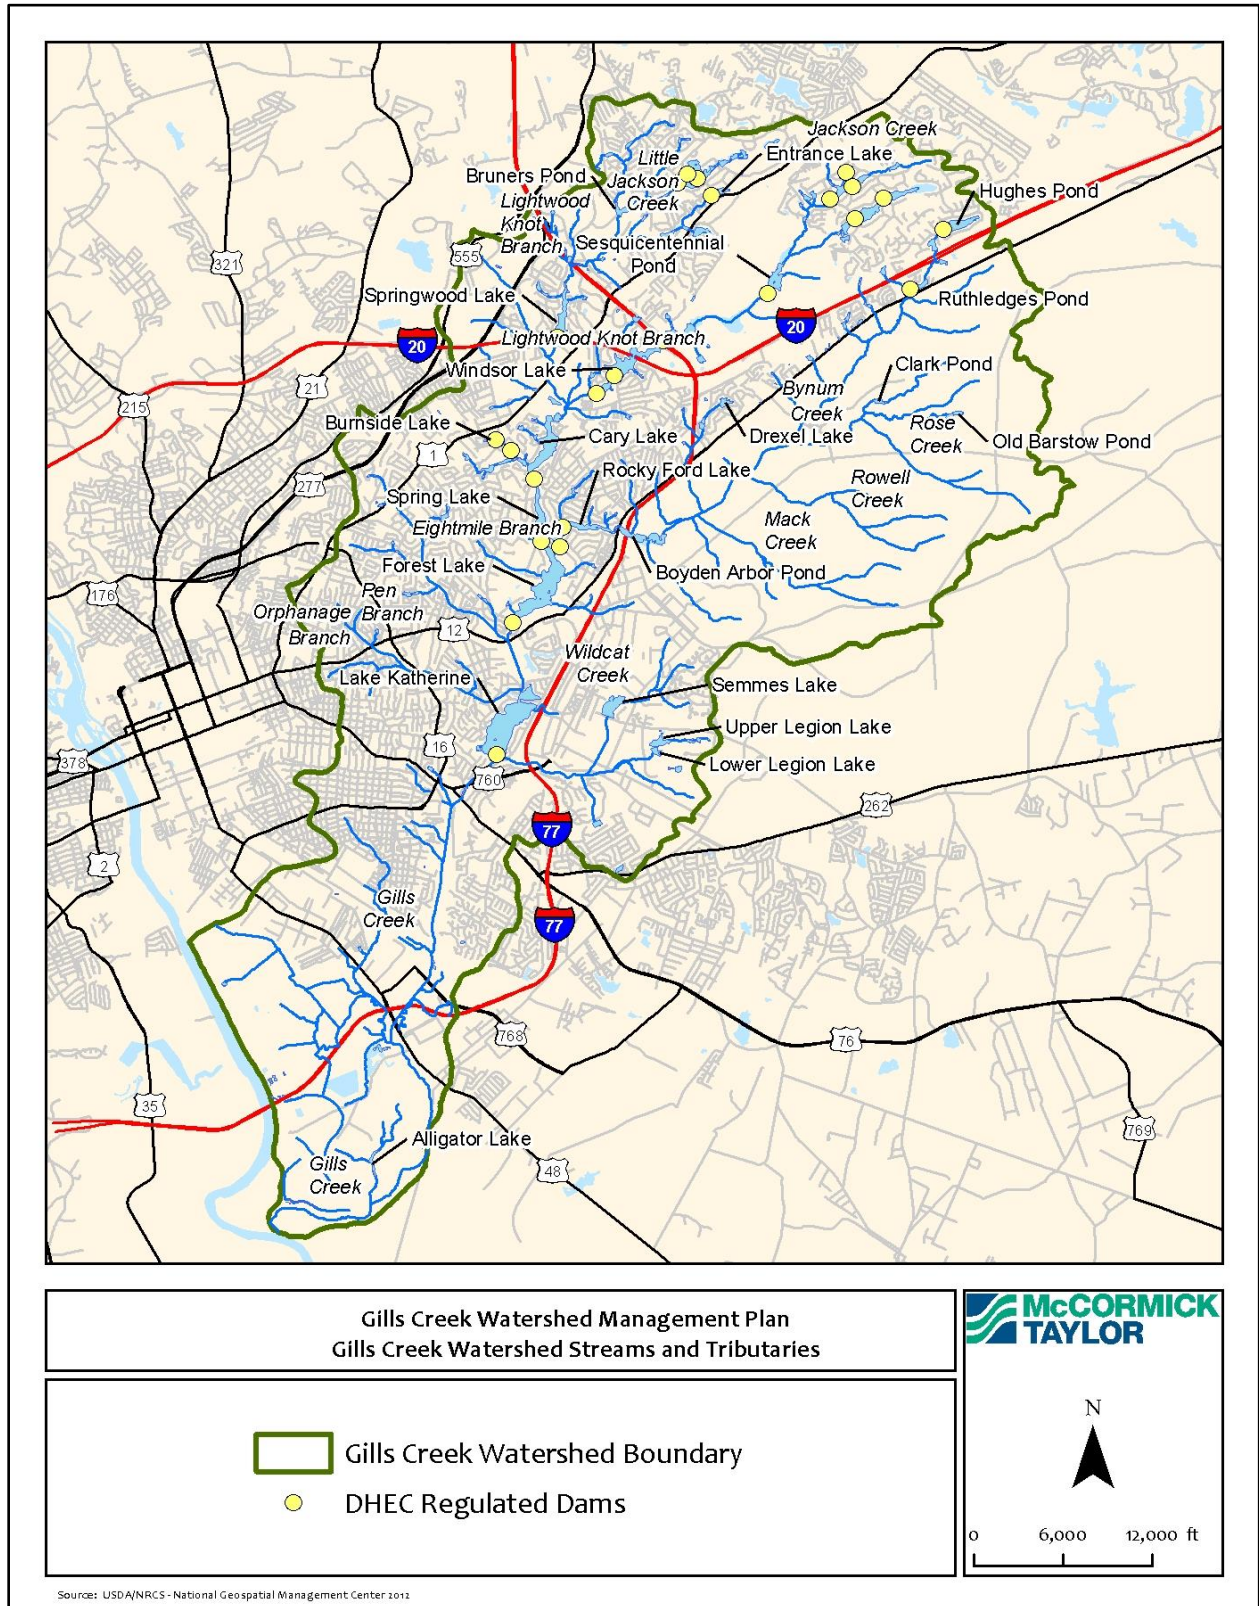 Jackson Creek
Entrance Lake
Little
Jackson
Creek
Bruners Pond
Hughes Pond
Lightwood
Knot
Branch
Sesquicentennial
Pond
555
321
Springwood Lake
Ruthledges Pond
20
20
Lightwood Knot Branch
Clark Pond
Windsor Lake
21
Bynum
Creek
215
Rose
Creek
Burnside Lake
Cary Lake
Drexel Lake
Old Barstow Pond
1
Rocky Ford Lake
277
Rowell
Creek
Spring Lake
Mack
Creek
Eightmile Branch
Forest Lake
Boyden Arbor Pond
176
Pen
Branch
Orphanage
Branch
12
Wildcat
Creek
Lake Katherine
Semmes Lake
Upper Legion Lake
16
Lower Legion Lake
378
760
262
77
2
Gills
Creek
77
768
76
35
769
Alligator Lake
48
Gills
Creek
Gills Creek Watershed Management Plan
Gills Creek Watershed Streams and Tributaries
McCORMICK
TAYLOR
N
Gills Creek Watershed Boundary
DHEC Regulated Dams
0 6,000 12,000 ft
Source: USDA/NRCS - National Geospatial Management Center 2012